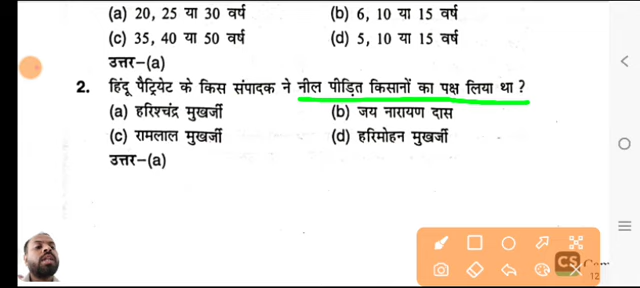 (a) 20, 25 या 30 वर्ष (b) 6, 10 या 15 वर्ष
(c) 35, 40 या 50 वर्ष (d) 5, 10 या 15 वर्ष
उत्तर–(a)
2. हिंदू पैट्रियेट के किस संपादक ने नील पीड़ित किसानों का पक्ष लिया था ?
(a) हरिश्चंद्र मुखर्जी (b) जय नारायण दास
(c) रामलाल मुखर्जी (d) हरिमोहन मुखर्जी
उत्तर–(a)
CS
12